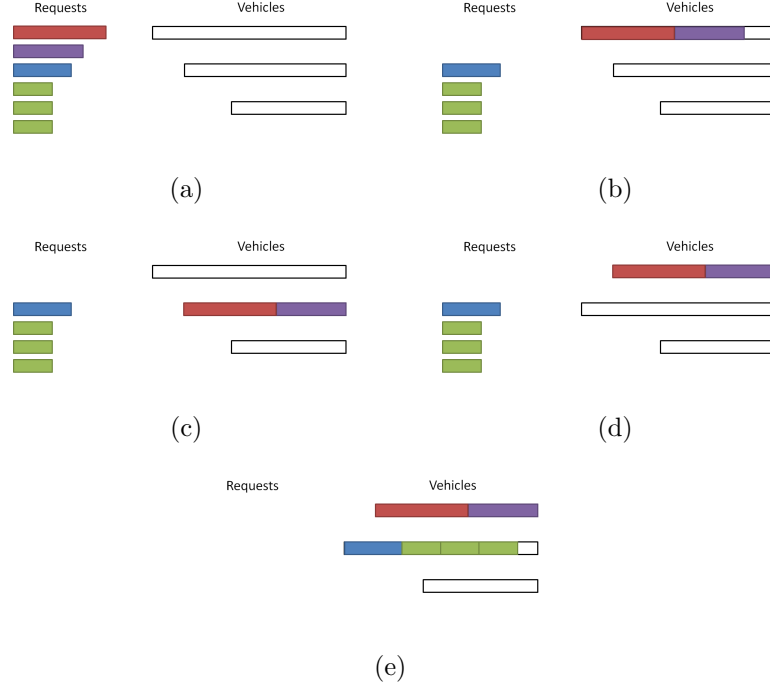 Requests Vehicles
Requests Vehicles
(a)
(b)
Requests Vehicles
Requests Vehicles
(c)
(d)
Requests Vehicles
(e)